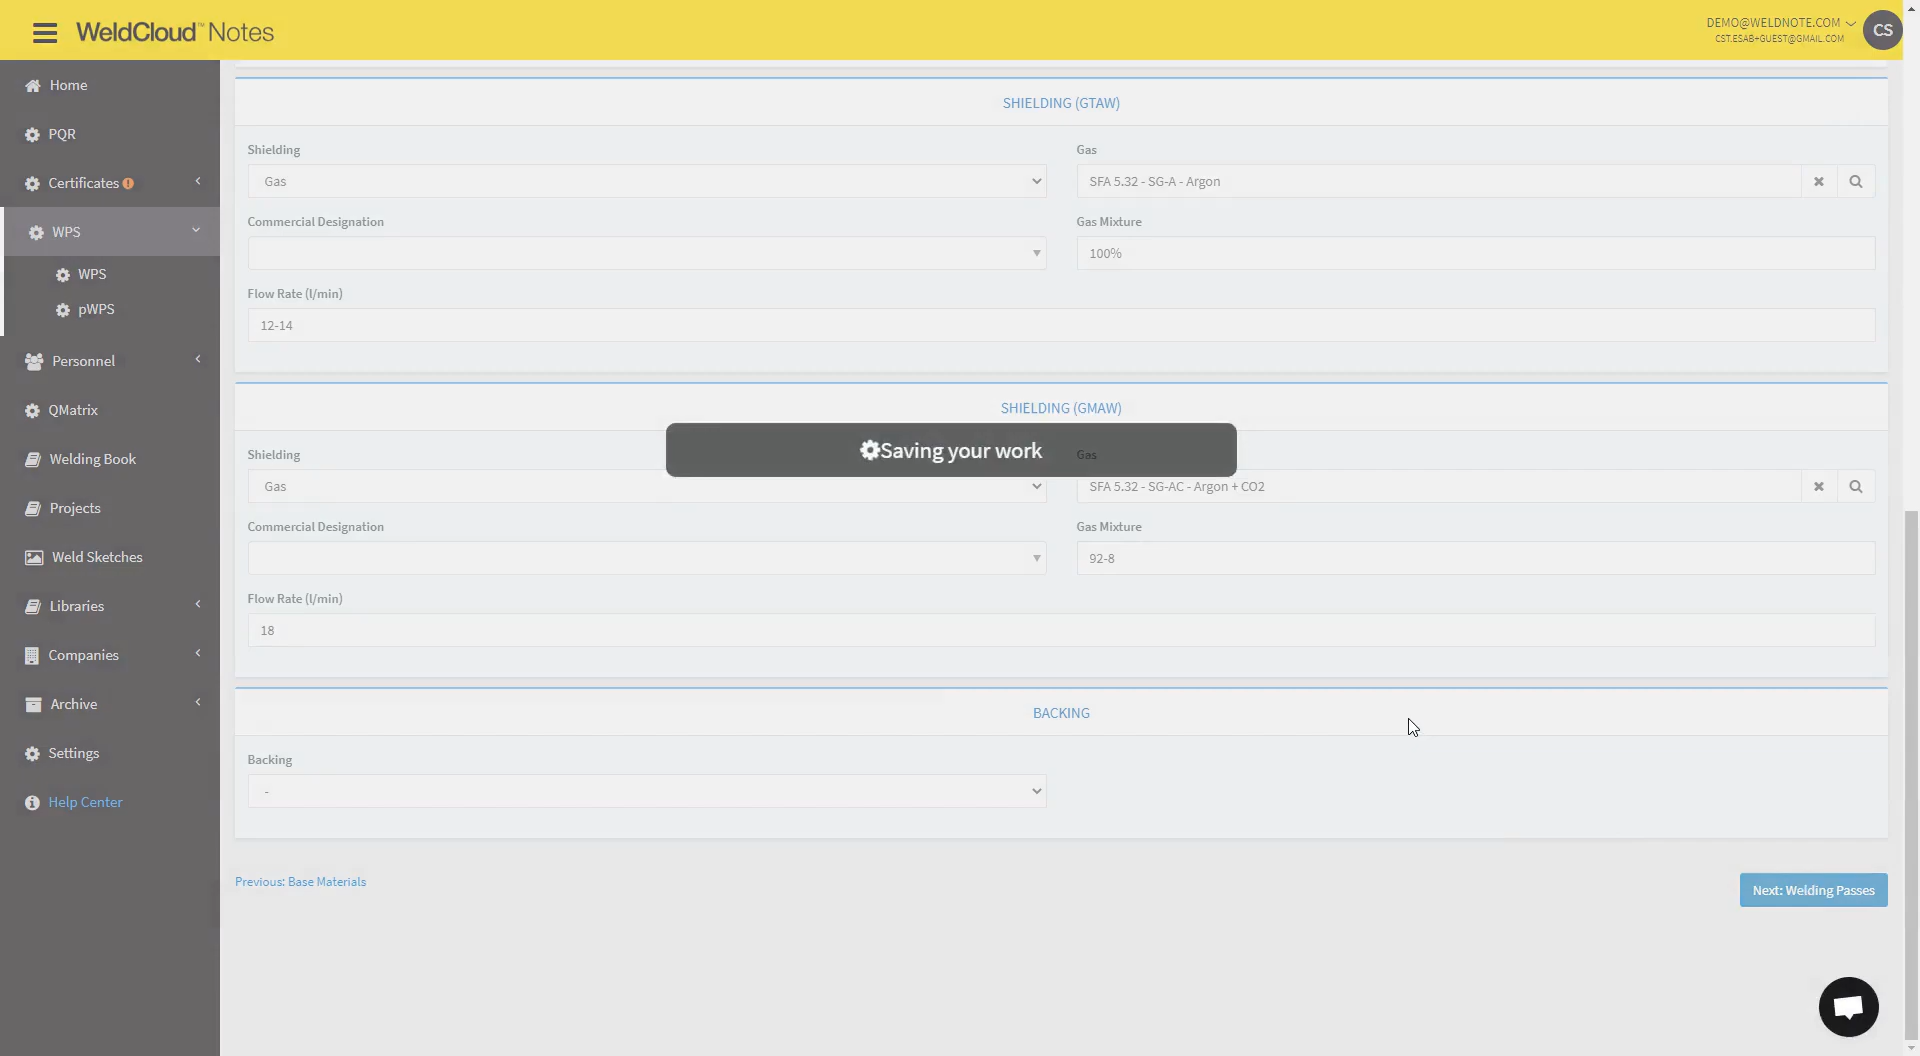 WeldCloud™ Notes
DEMO@WELDNOTE.COM
CST.ESAB+GUEST@GMAIL.COM
CS
Home
PQR
Certificates
WPS
WPS
pWPS
Personnel
QMatrix
Welding Book
Projects
Weld Sketches
Libraries
Companies
Archive
Settings
Help Center
SHIELDING (GTAW)
Shielding
Gas
Gas
SFA 5.32 - SG-A - Argon
Commercial Designation
Gas Mixture
100%
Flow Rate (l/min)
12-14
SHIELDING (GMAW)
Saving your work
Shielding
Gas
Gas
SFA 5.32 - SG-AC - Argon + CO2
Commercial Designation
Gas Mixture
92-8
Flow Rate (l/min)
18
BACKING
Backing
-
Previous: Base Materials
Next: Welding Passes